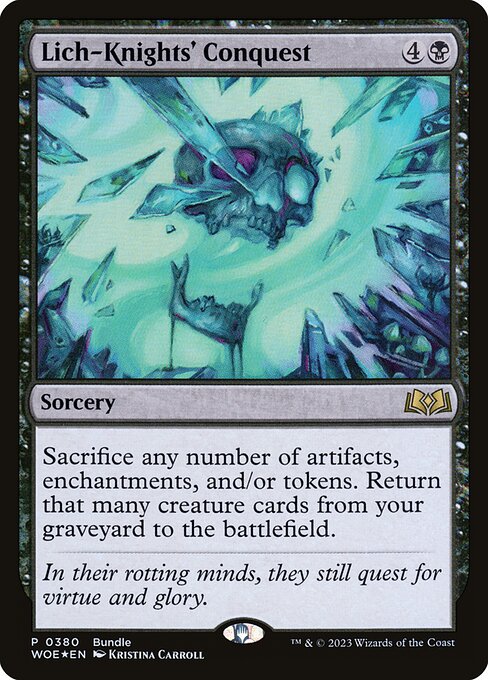 Lich-Knights' Conquest 4
Sorcery
Sacrifice any number of artifacts,
enchantments, and/or tokens. Return
that many creature cards from your
graveyard to the battlefield.
In their rotting minds, they still quest for
virtue and glory.
P 0380 Bundle
WOE★EN Kristina Carroll
™ & © 2023 Wizards of the Coast